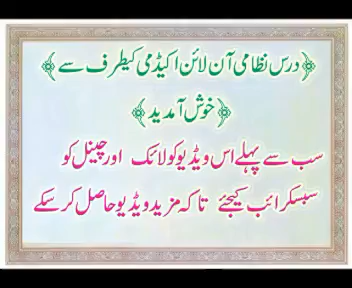 ﴿درس نظامی آن لائن اکیڈمی کیطرف سے﴾
﴿خوش آمدید﴾
سب سے پہلے اس ویڈیو کو لائک اور چینل کو
سبسکرائب کیجئے تاکہ مزید ویڈیو حاصل کر سکے